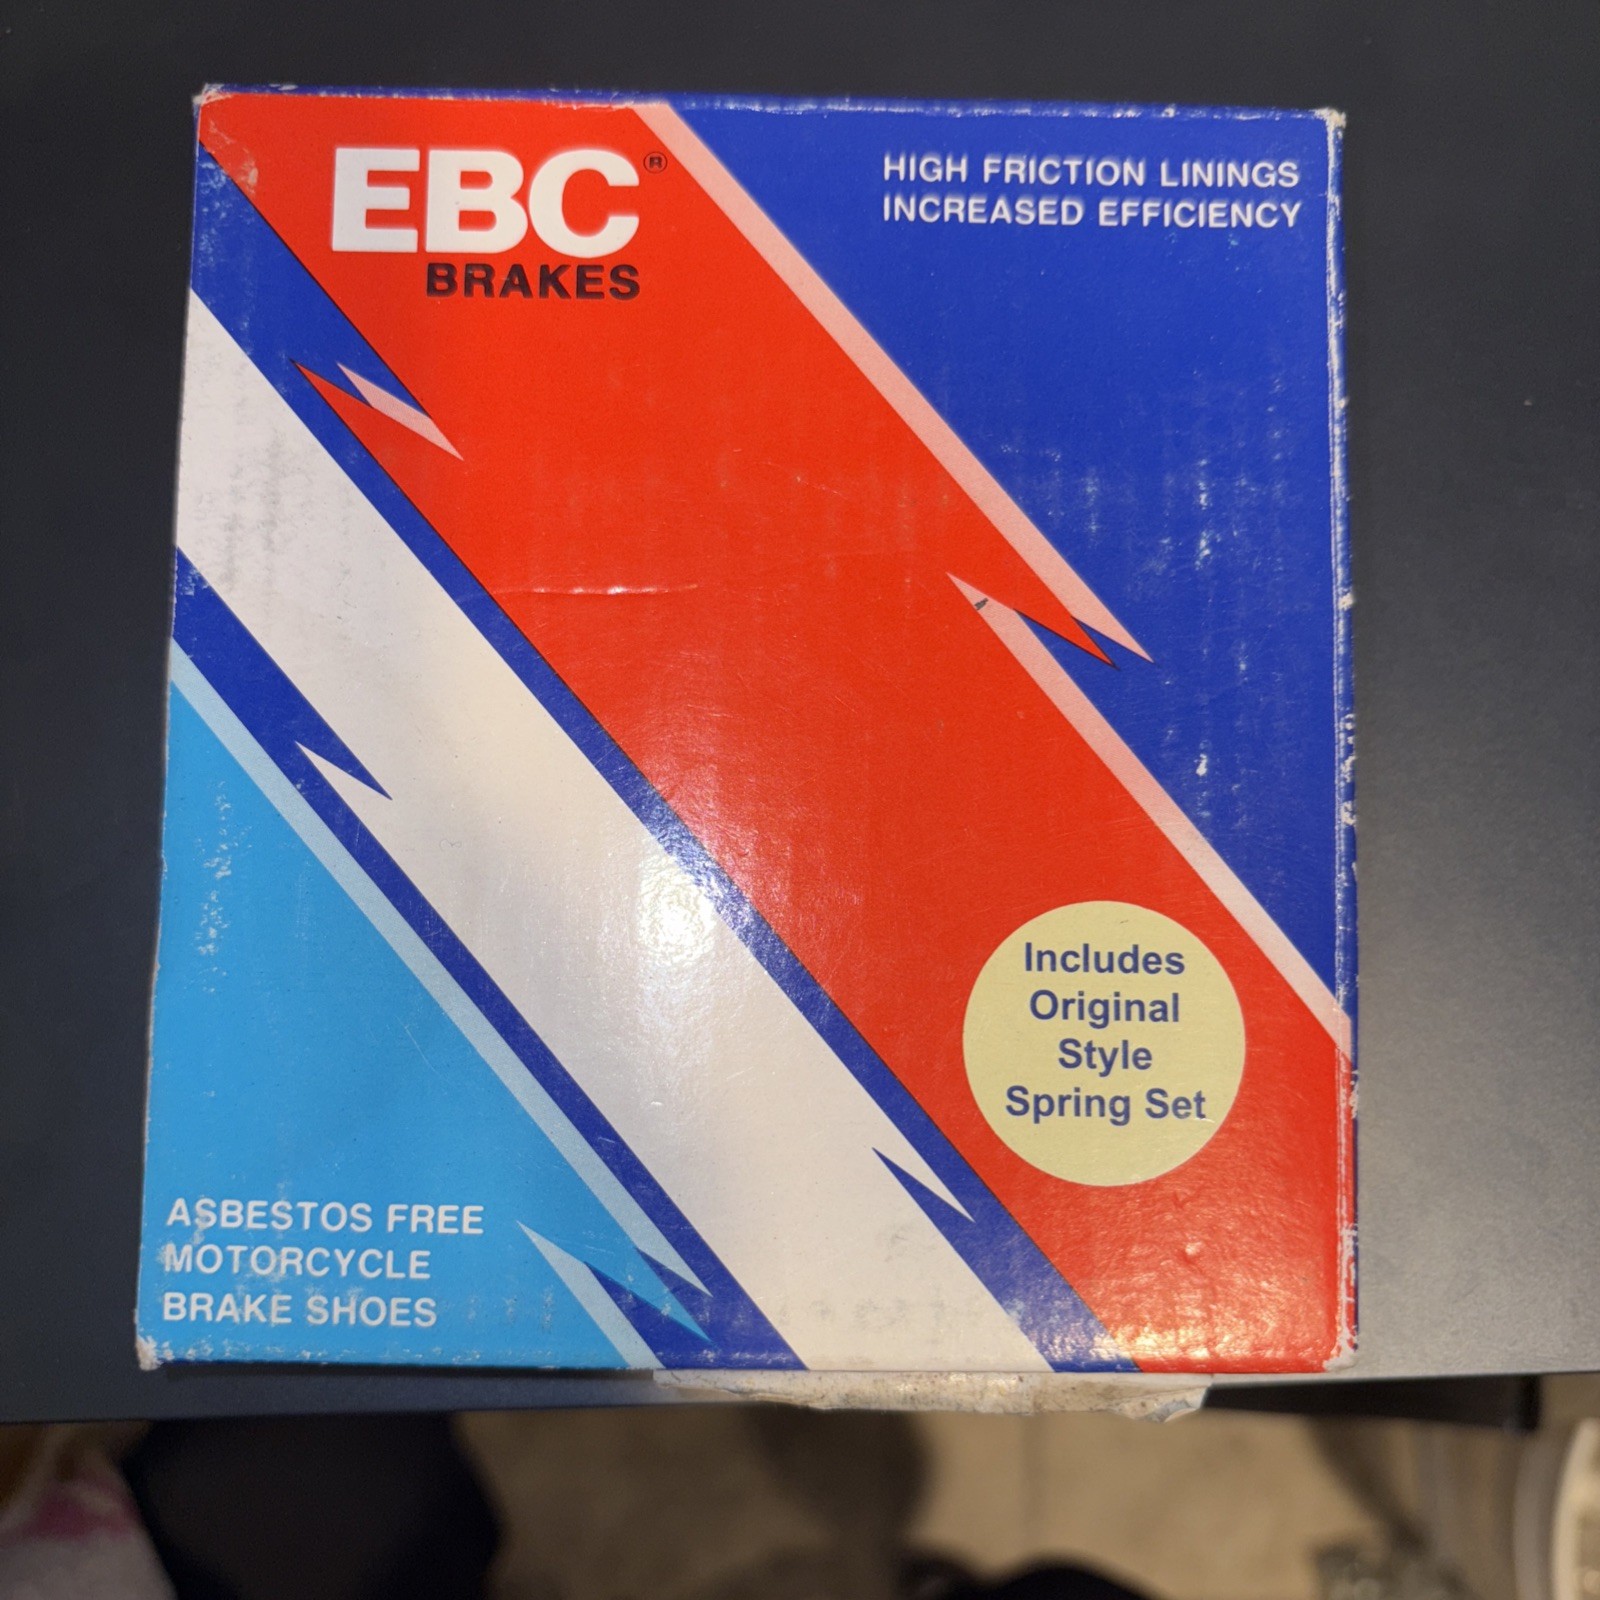 EBC®
BRAKES
HIGH FRICTION LININGS
INCREASED EFFICIENCY
Includes
Original
Style
Spring Set
ASBESTOS FREE
MOTORCYCLE
BRAKE SHOES